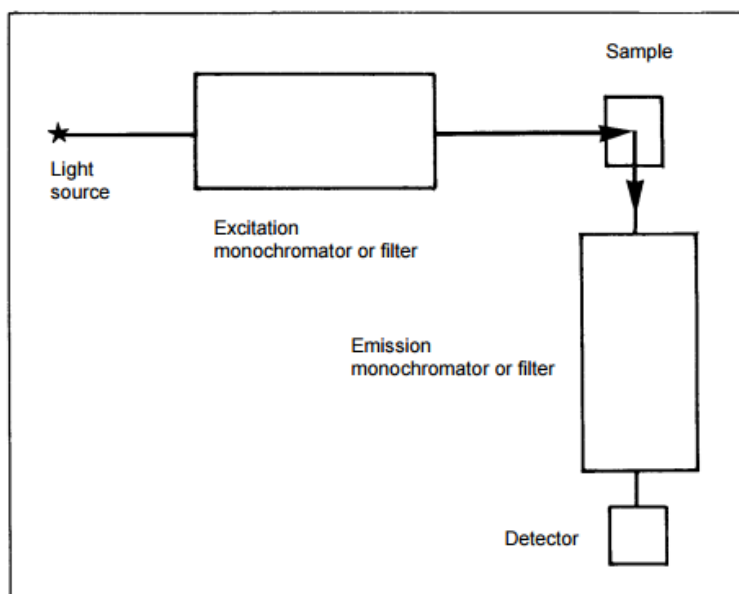 Sample
Light
source
Excitation
monochromator or filter
Emission
monochromator or filter
Detector